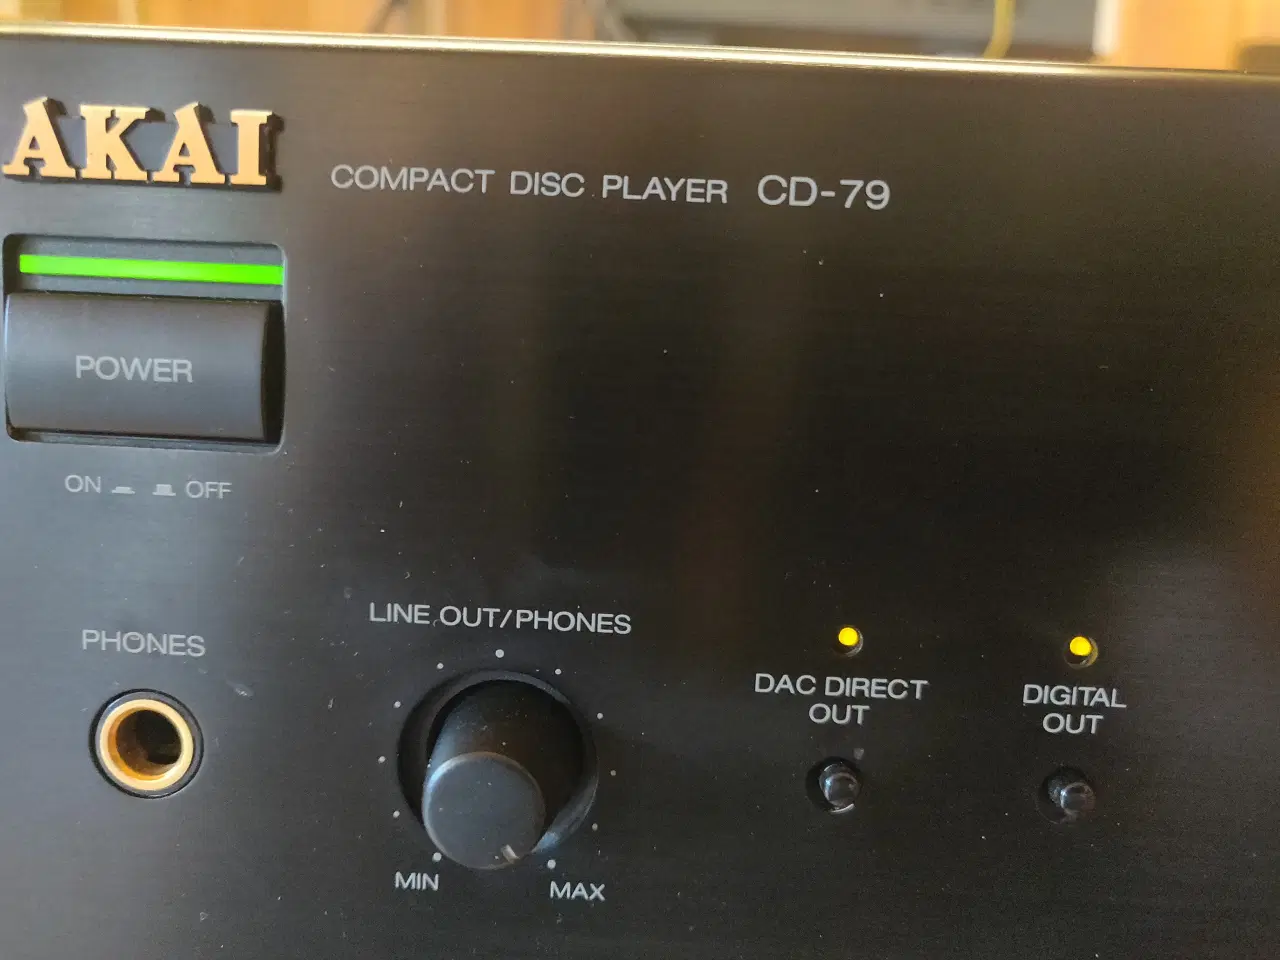 AKAI
COMPACT DISC PLAYER CD-79
POWER
ON OFF
PHONES
LINE OUT/PHONES
MIN
MAX
DAC DIRECT
OUT
DIGITAL
OUT